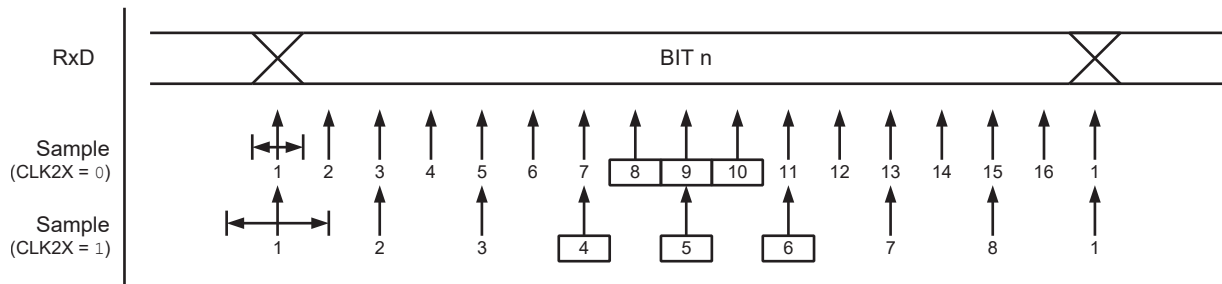 RxD BIT n
Sample
(CLK2X = 0) 1 2 3 4 5 6 7 8 9 10 11 12 13 14 15 16 1
Sample
(CLK2X = 1) 1 2 3 4 5 6 7 8 1